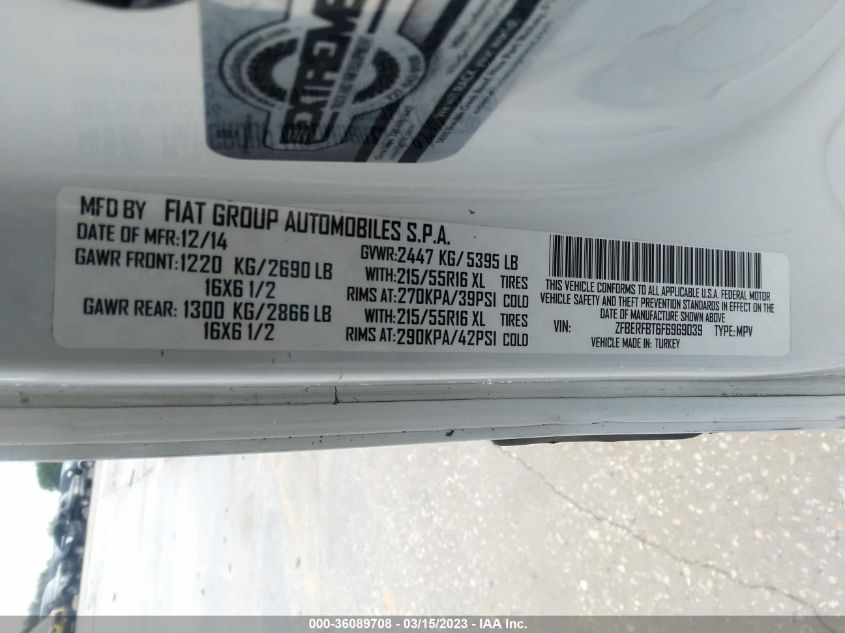 EXTREME
MFD BY FIAT GROUP AUTOMOBILES S.P.A.
DATE OF MFR:12/14 GVWR:2447 KG/5395 LB
GAWR FRONT:1220 KG/2690 LB WITH:215/55R16 XL TIRES
16X6 1/2 RIMS AT:270KPA/39PSI COLD
GAWR REAR: 1300 KG/2866 LB WITH:215/55R16 XL TIRES
16X6 1/2 RIMS AT:290KPA/42PSI COLD
THIS VEHICLE CONFORMS TO ALL APPLICABLE U.S.A. FEDERAL MOTOR
VEHICLE SAFETY AND THEFT PREVENTION STANDARDS IN EFFECT ON THE
DATE OF MANUFACTURE SHOWN ABOVE
VIN: ZFBERFBT6F6969039 TYPE:MPV
VEHICLE MADE IN: TURKEY
000-36089708 - 03/15/2023 - IAA Inc.